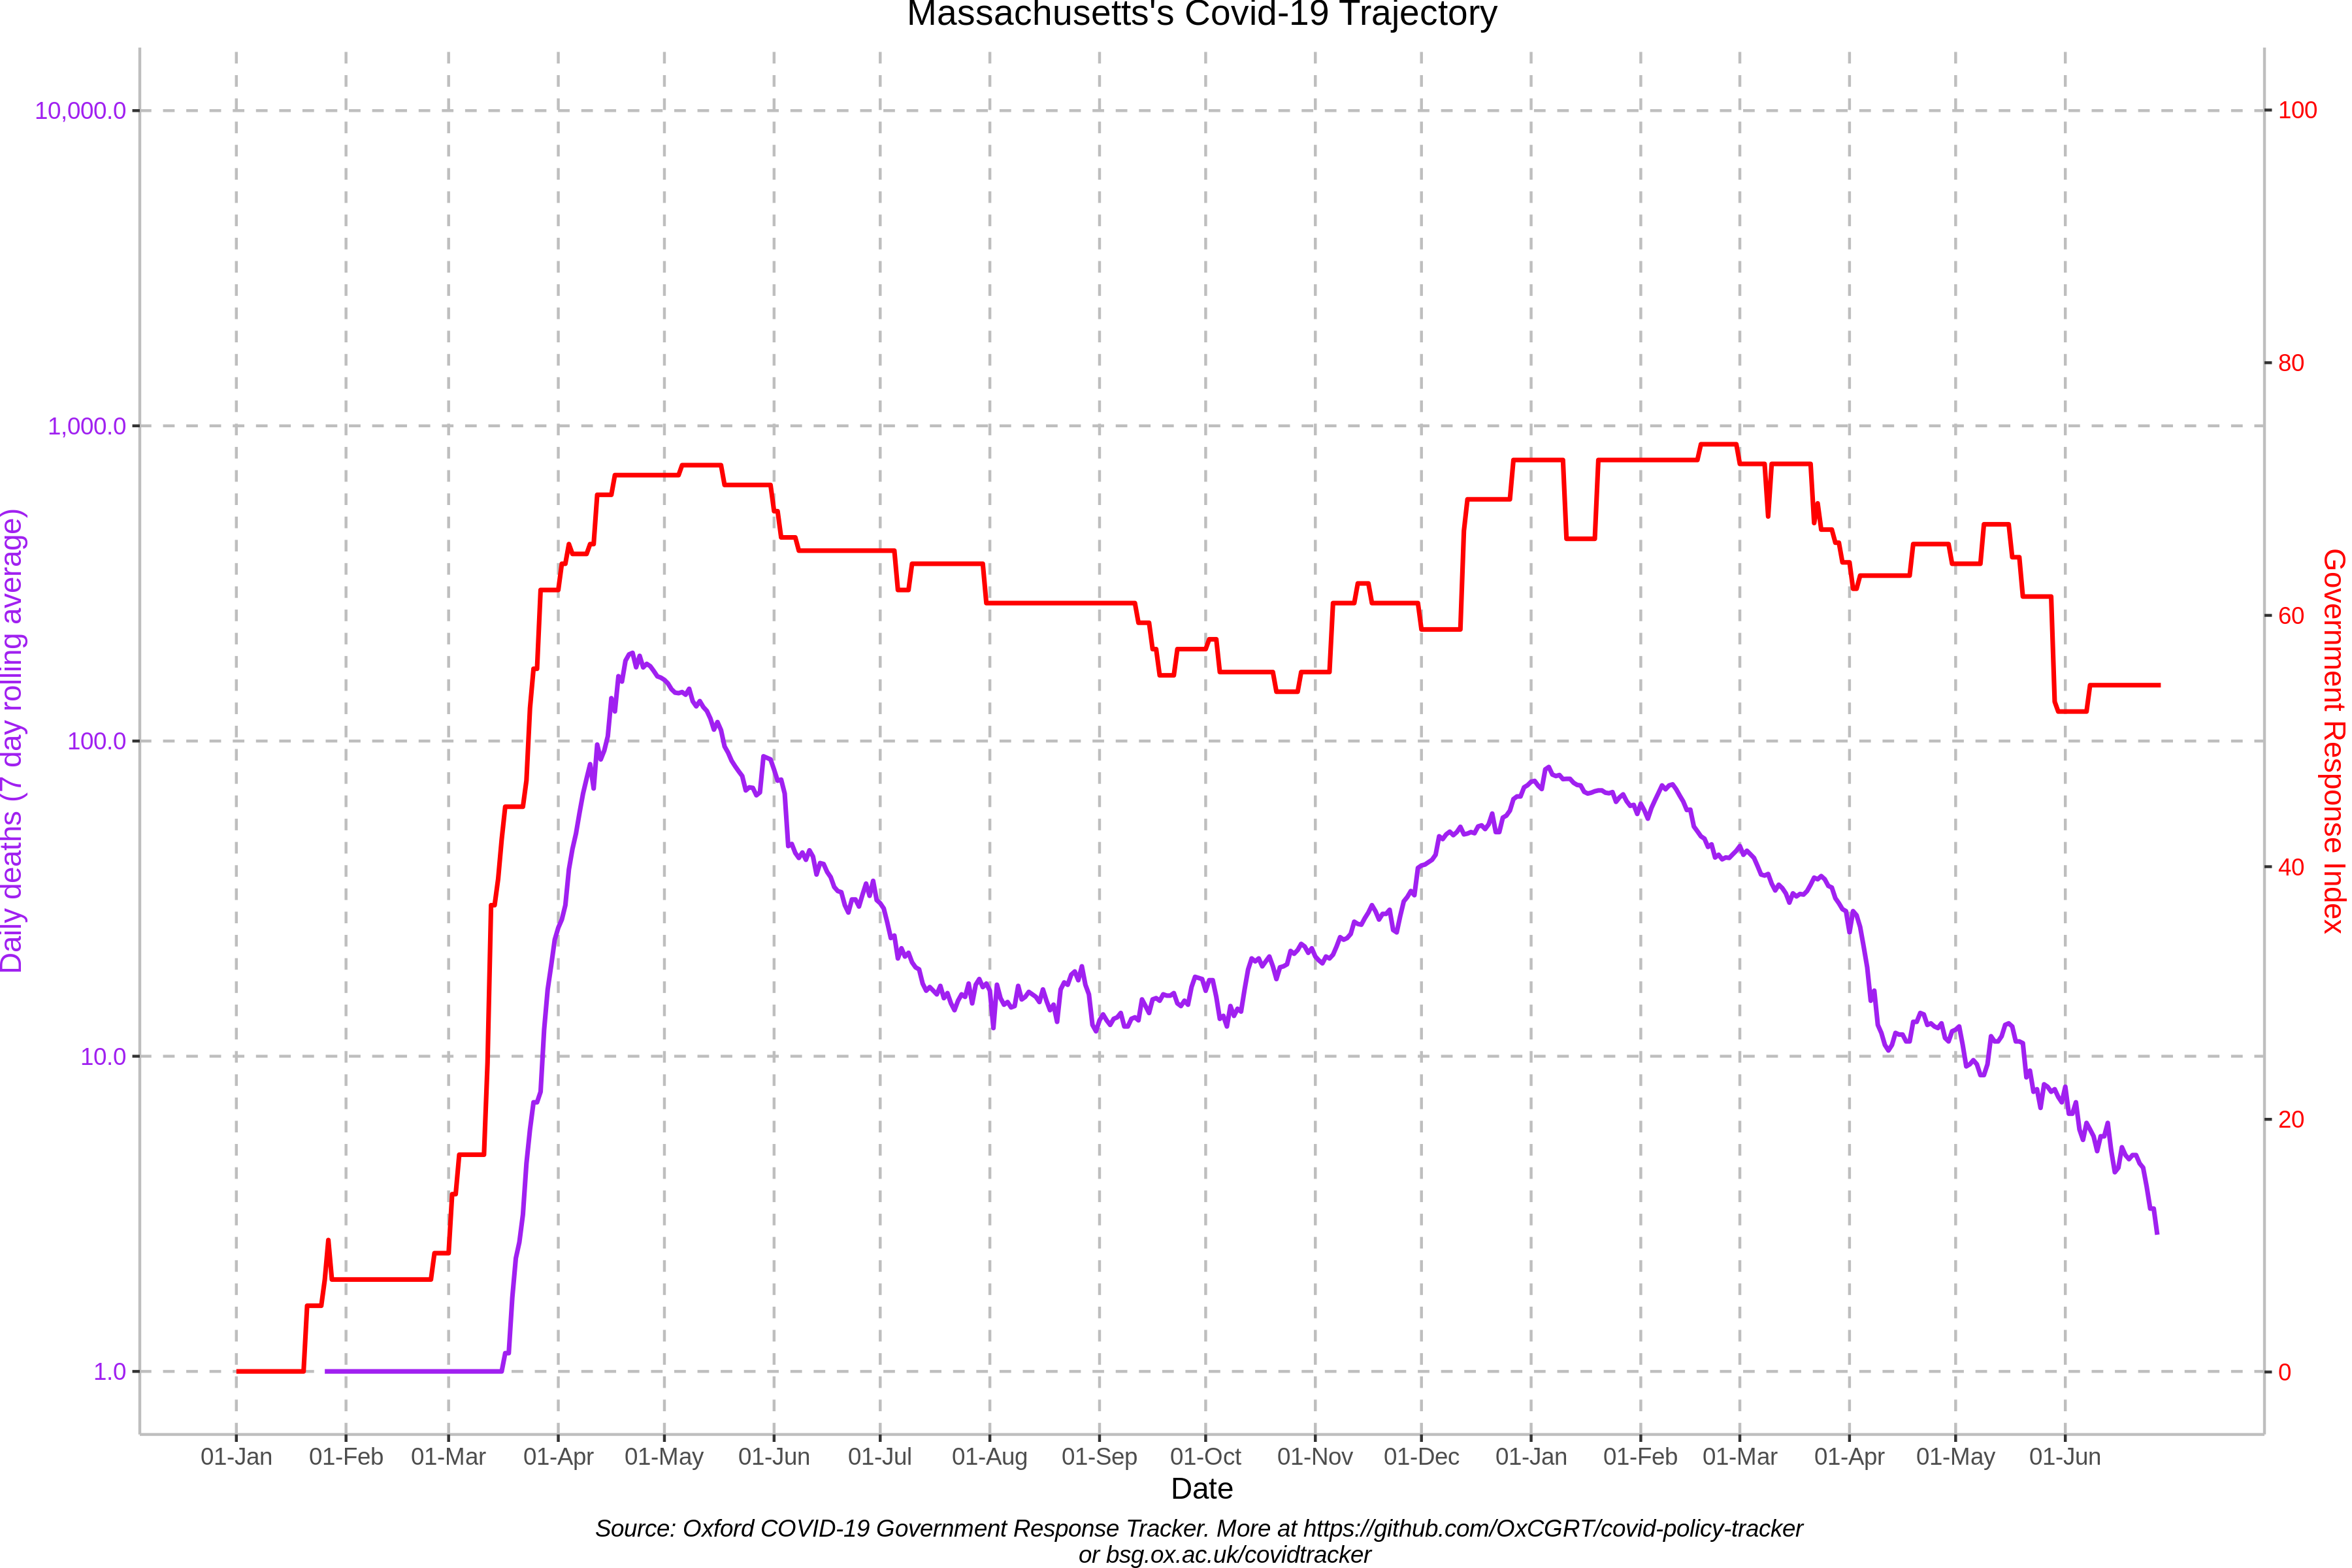 Massachusetts's Covid-19 Trajectory
10,000.0
1,000.0
100.0
10.0
1.0
Daily deaths (7 day rolling average)
100
80
60
40
20
0
Government Response Index
01-Jan 01-Feb 01-Mar 01-Apr 01-May 01-Jun 01-Jul 01-Aug 01-Sep 01-Oct 01-Nov 01-Dec 01-Jan 01-Feb 01-Mar 01-Apr 01-May 01-Jun
Date
Source: Oxford COVID-19 Government Response Tracker. More at https://github.com/OxCGRT/covid-policy-tracker
or bsg.ox.ac.uk/covidtracker